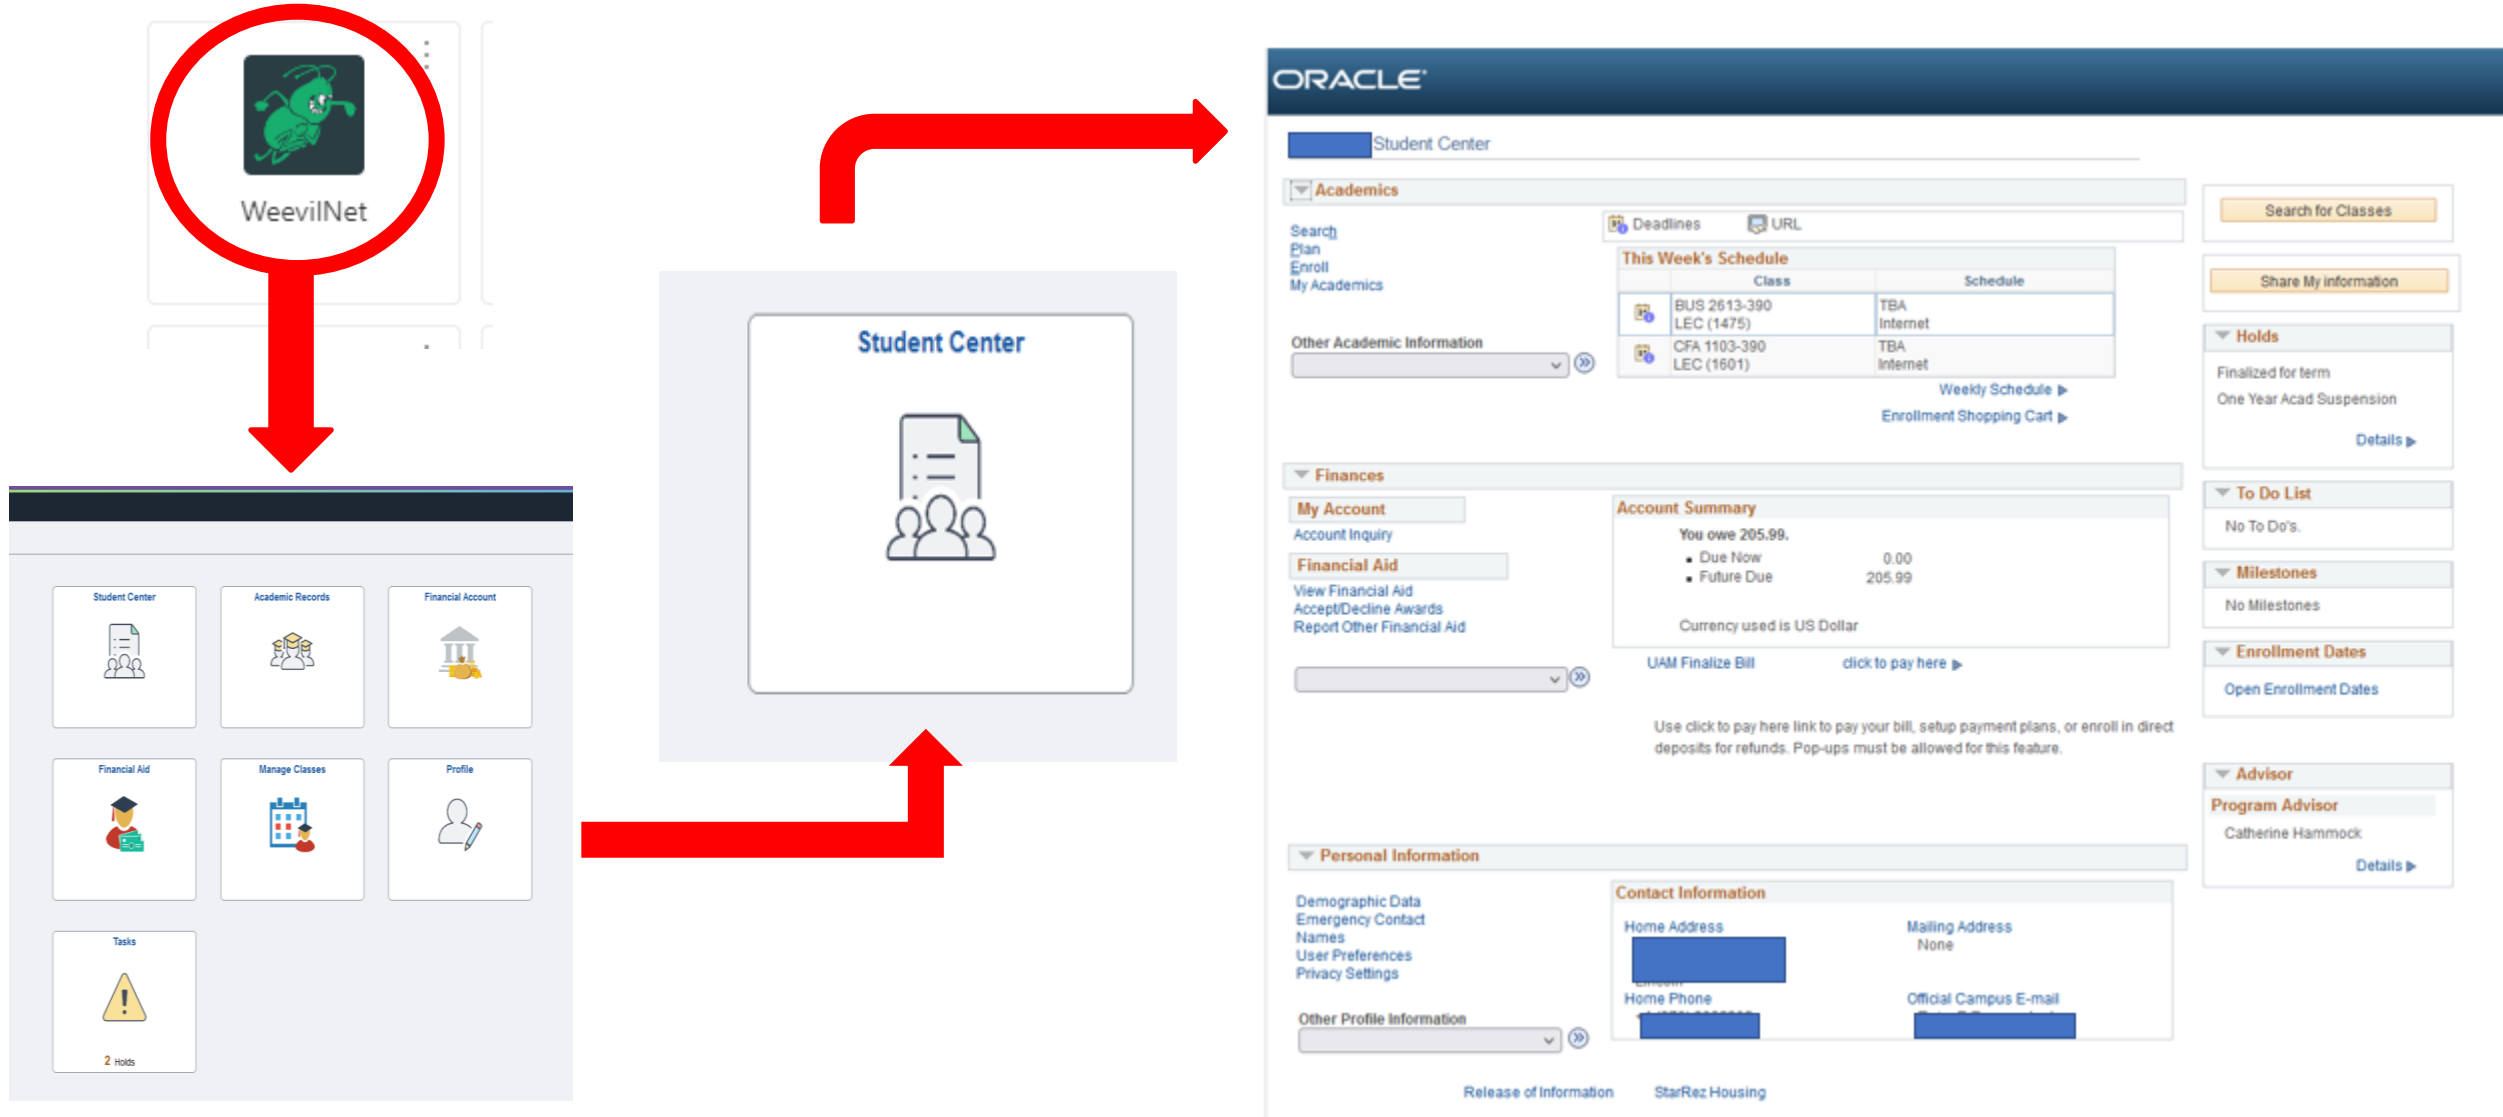 WeevilNet
Student Center
Academic Records
Financial Account
Financial Aid
Manage Classes
Profile
Tasks
2 Holds
Student Center
ORACLE
Student Center
Academics
Search
Plan
Enroll
My Academics
Other Academic Information
Deadlines
URL
This Week's Schedule
Class
Schedule
BUS 2613-390
LEC (1475)
TBA
Internet
CFA 1103-390
LEC (1601)
TBA
Internet
Weekly Schedule
Enrollment Shopping Cart
Finances
My Account
Account Inquiry
Financial Aid
View Financial Aid
Accept/Decline Awards
Report Other Financial Aid
Account Summary
You owe 205.99.
Due Now 0.00
Future Due 205.99
Currency used is US Dollar
UAM Finalize Bill
click to pay here
Use click to pay here link to pay your bill, setup payment plans, or enroll in direct
deposits for refunds. Pop-ups must be allowed for this feature.
Personal Information
Demographic Data
Emergency Contact
Names
User Preferences
Privacy Settings
Other Profile Information
Contact Information
Home Address
Mailing Address
None
Home Phone
Official Campus E-mail
Release of Information
StarRez Housing
Search for Classes
Share My information
Holds
Finalized for term
One Year Acad Suspension
Details
To Do List
No To Do's.
Milestones
No Milestones
Enrollment Dates
Open Enrollment Dates
Advisor
Program Advisor
Catherine Hammock
Details